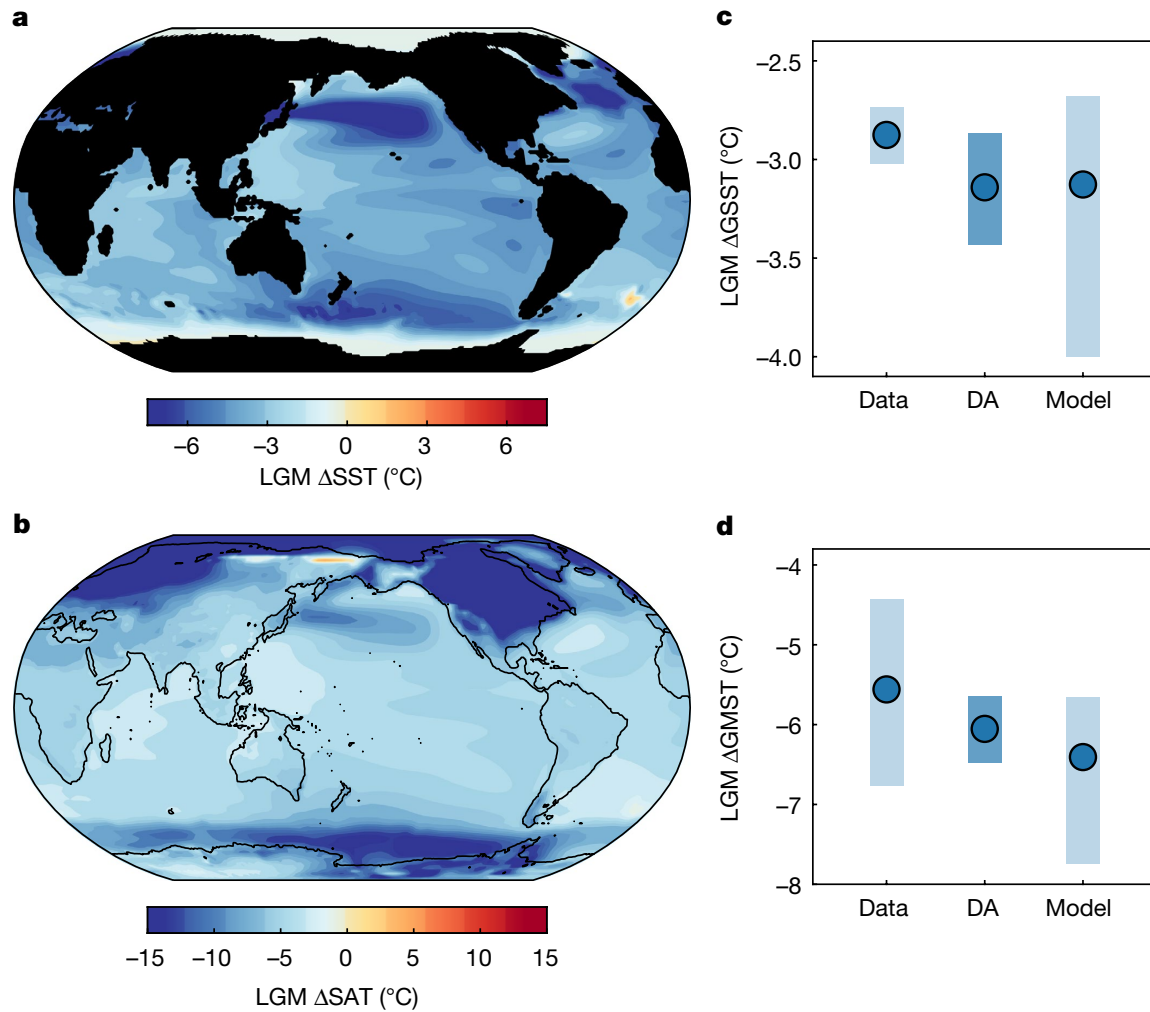 a
−6 −3 0 3 6
LGM ΔSST (°C)
b
−15 −10 −5 0 5 10 15
LGM ΔSAT (°C)
c
LGM ΔGSST (°C)
−2.5
−3.0
−3.5
−4.0
Data DA Model
d
LGM ΔGMST (°C)
−4
−5
−6
−7
−8
Data DA Model